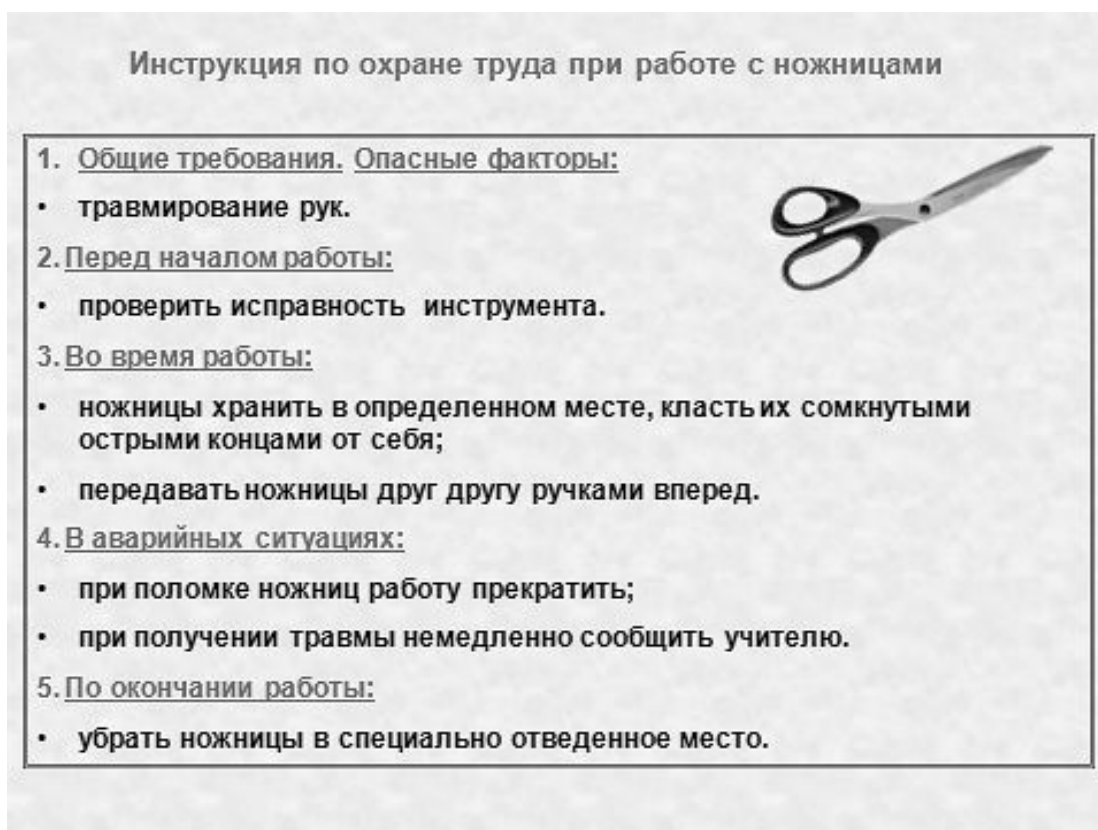 Инструкция по охране труда при работе с ножницами
1. Общие требования. Опасные факторы:
• травмирование рук.
2. Перед началом работы:
• проверить исправность инструмента.
3. Во время работы:
• ножницы хранить в определенном месте, класть их сомкнутыми
острыми концами от себя;
• передавать ножницы друг другу ручками вперед.
4. В аварийных ситуациях:
• при поломке ножниц работу прекратить;
• при получении травмы немедленно сообщить учителю.
5. По окончании работы:
• убрать ножницы в специально отведенное место.